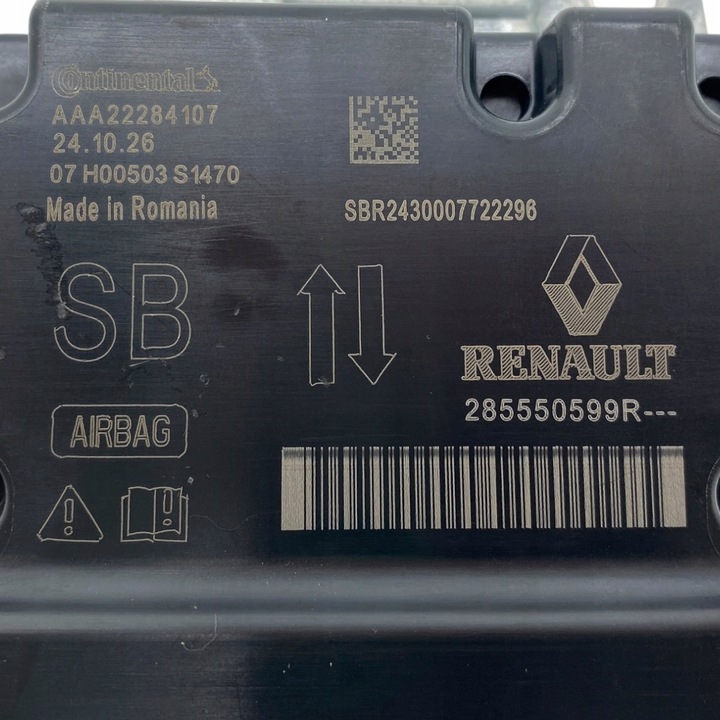 Continental
AAA22284107
24.10.26
07 H00503 S1470
Made in Romania
SBR2430007722296
SB
RENAULT
285550599R---
AIRBAG